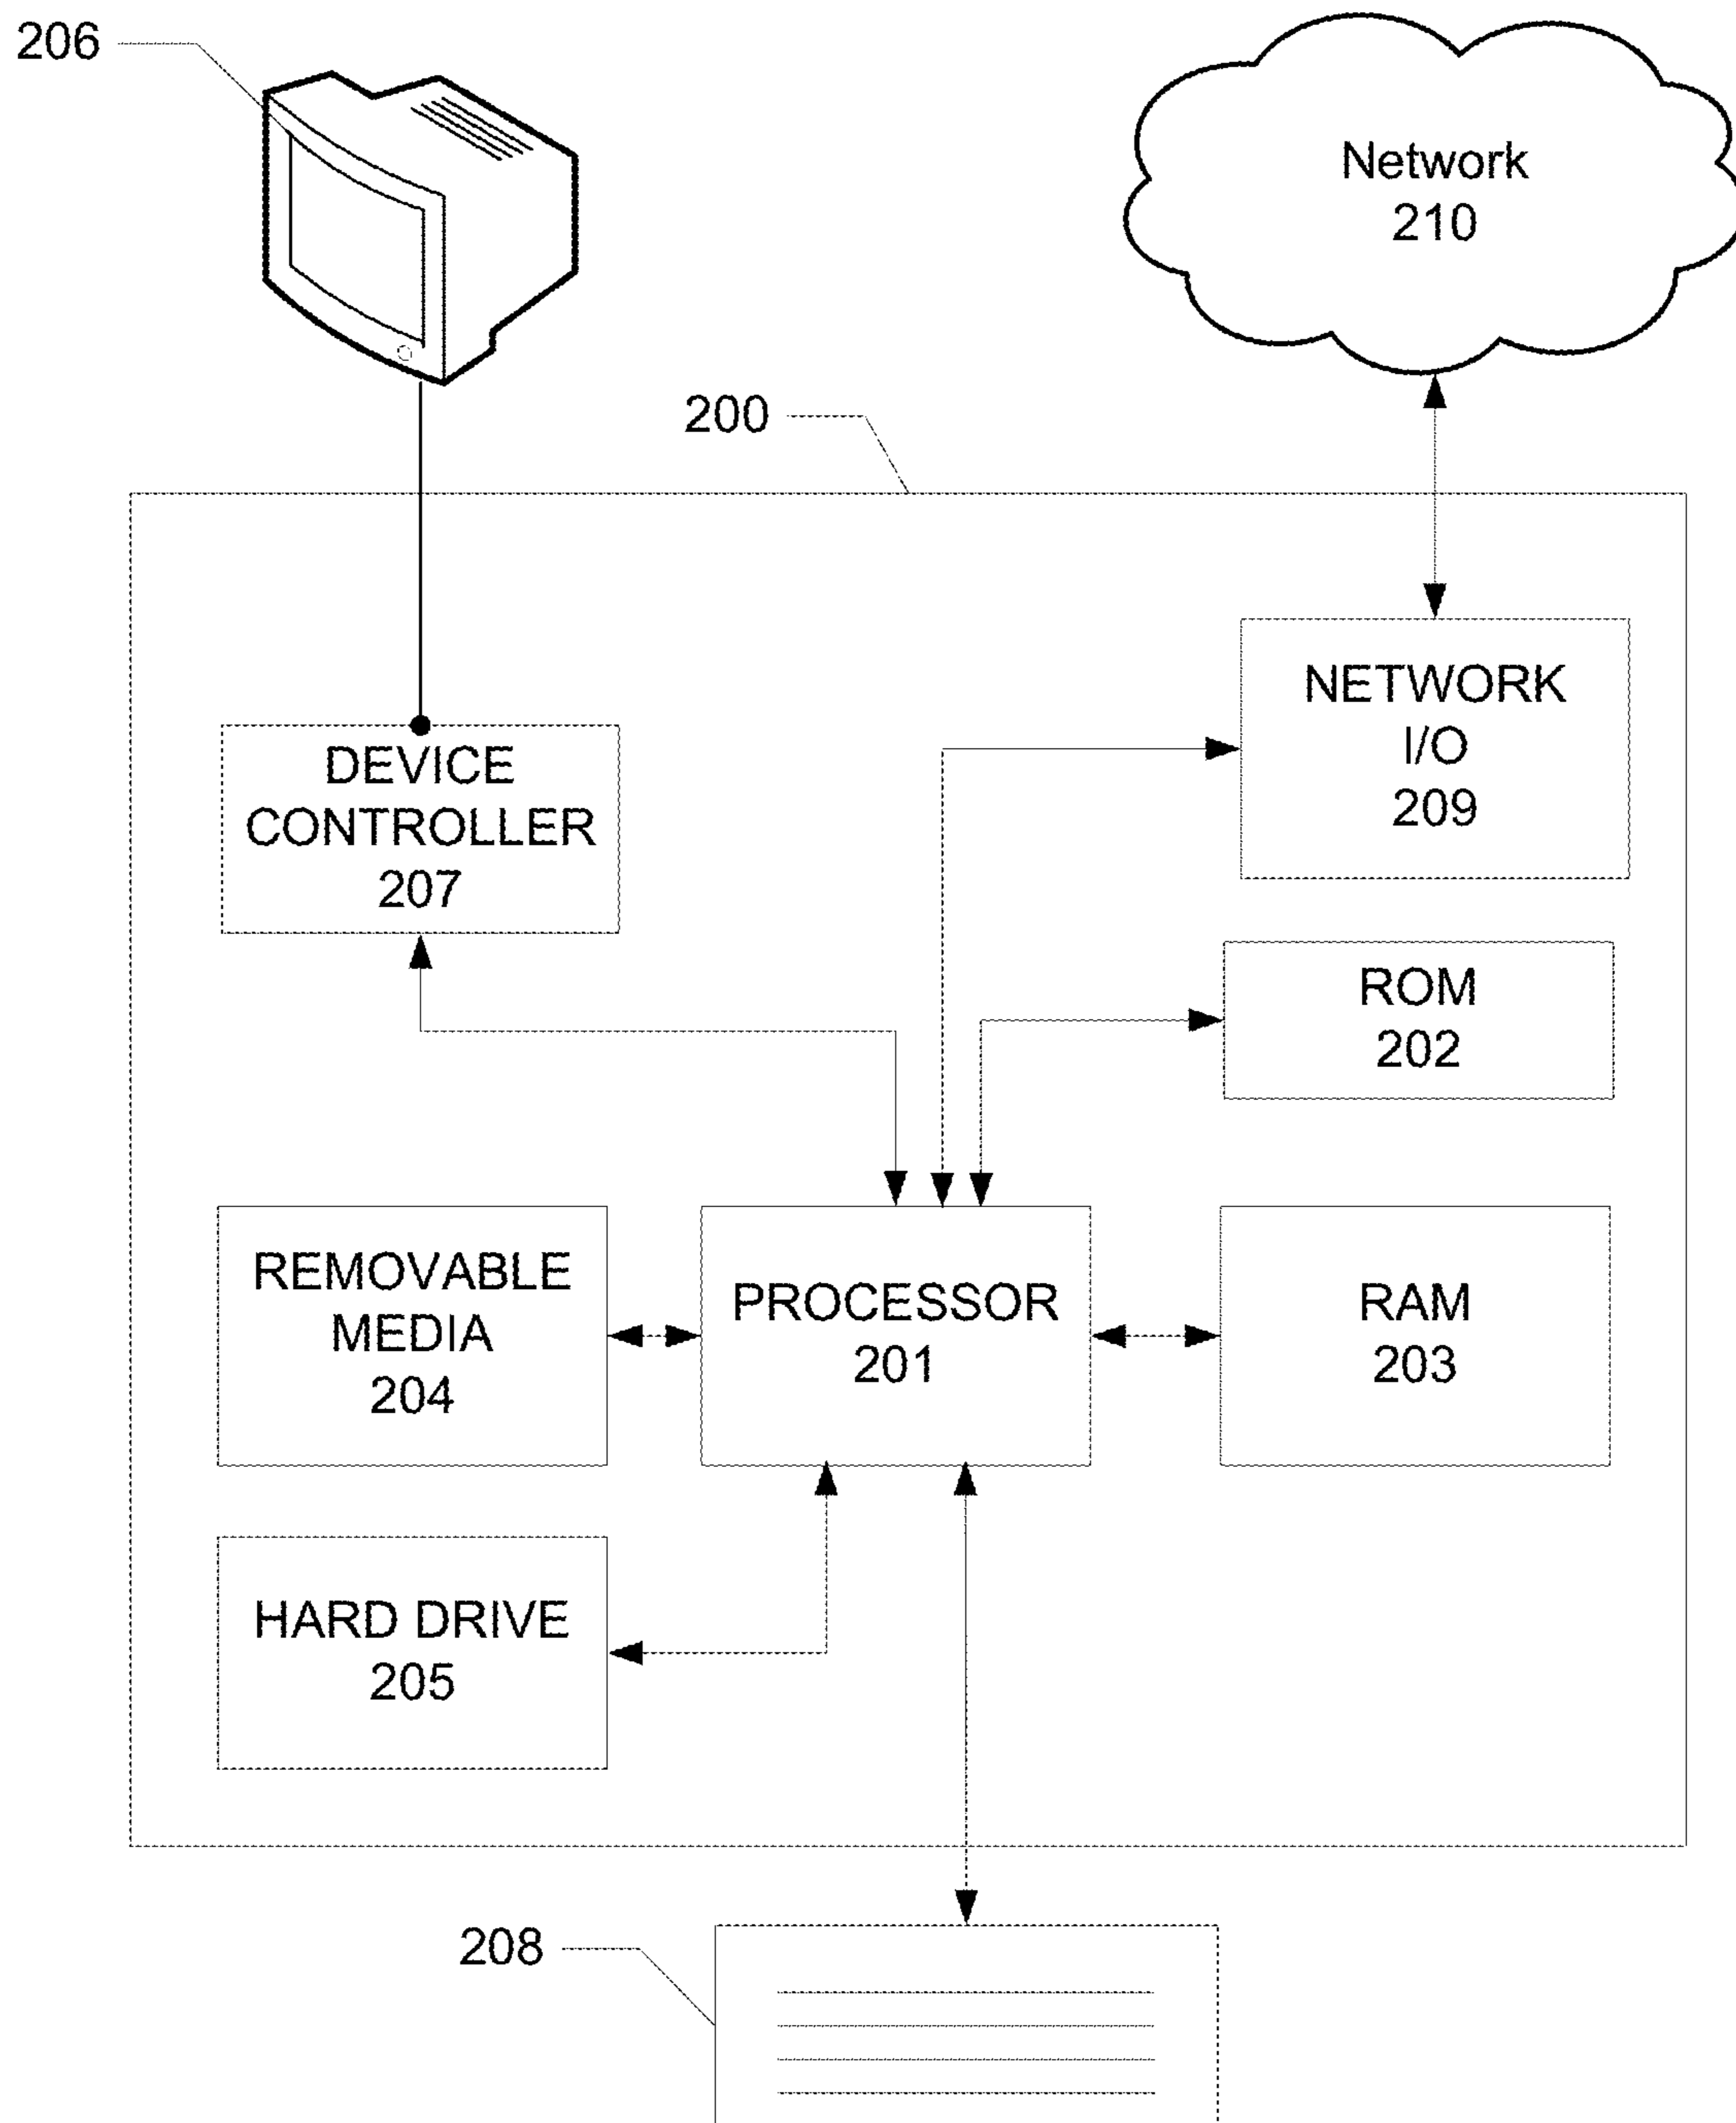 206
Network
210
200
NETWORK
I/O
209
DEVICE
CONTROLLER
207
ROM
202
REMOVABLE
MEDIA
204
PROCESSOR
201
RAM
203
HARD DRIVE
205
208